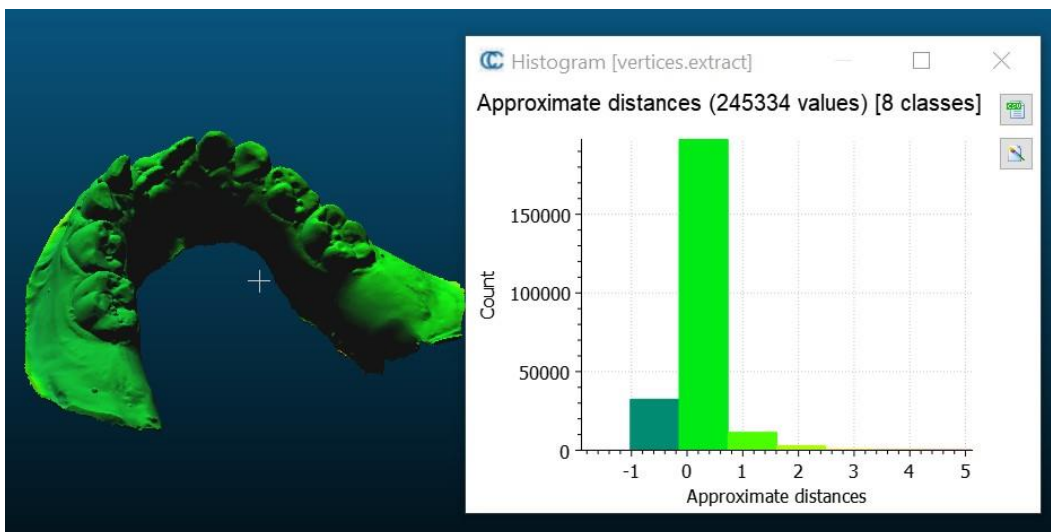 Histogram [vertices.extract]
Approximate distances (245334 values) [8 classes]
CSV
150000
100000
50000
0
Count
-1 0 1 2 3 4 5
Approximate distances